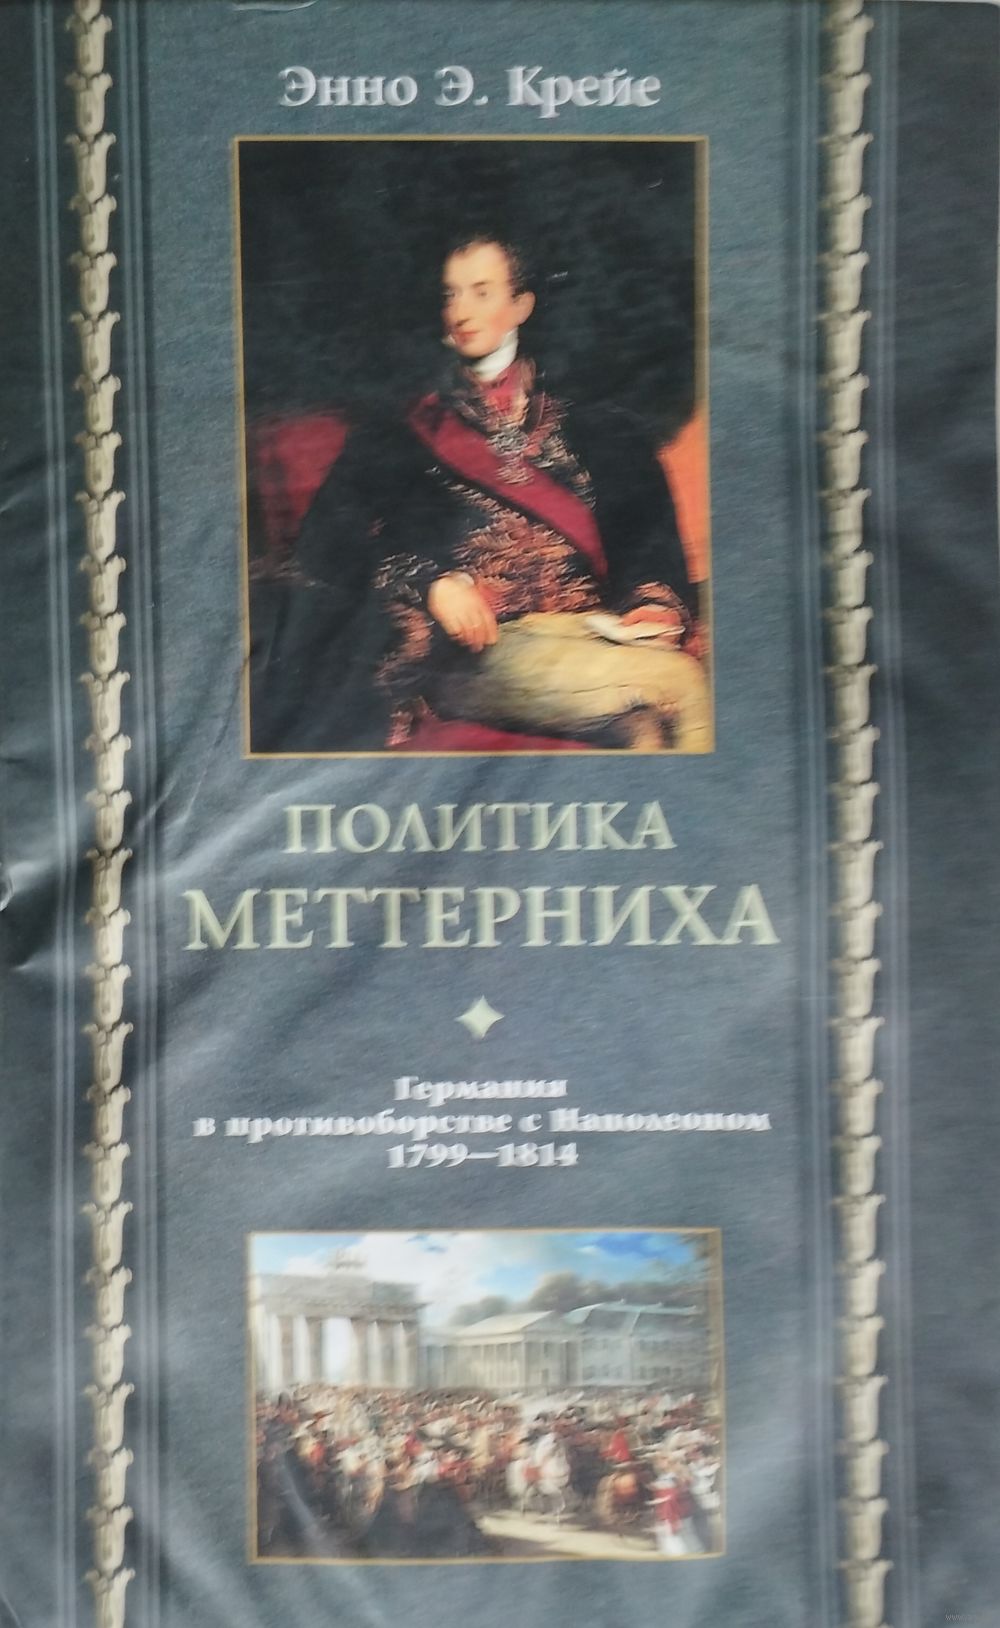 Энно Э. Крейе
ПОЛИТИКА
МЕТТЕРНИХА
Германия
в противоборстве с Наполеоном
1799—1814